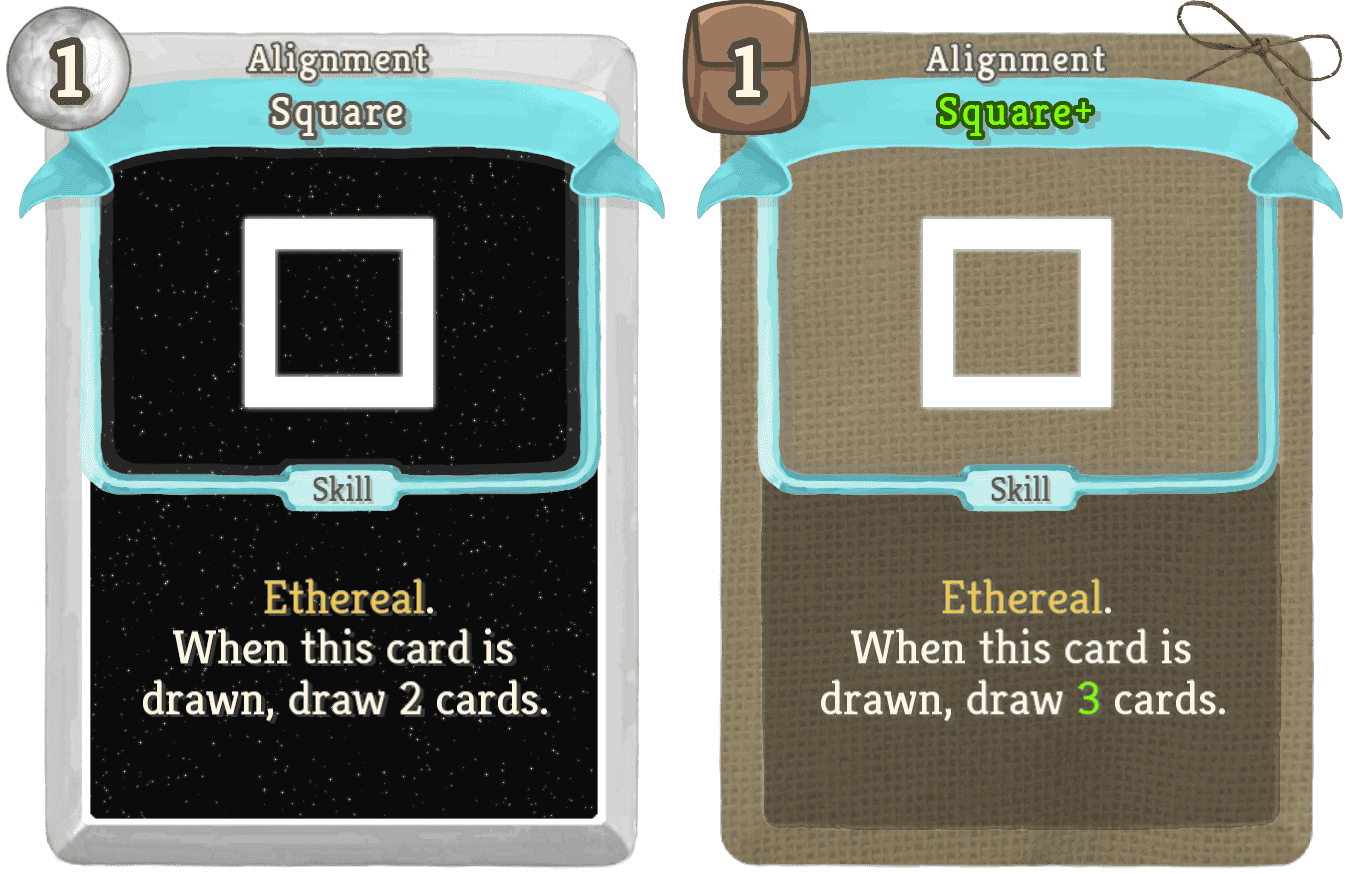 1
Alignment
Square
Skill
Ethereal.
When this card is
drawn, draw 2 cards.
1
Alignment
Square+
Skill
Ethereal.
When this card is
drawn, draw 3 cards.